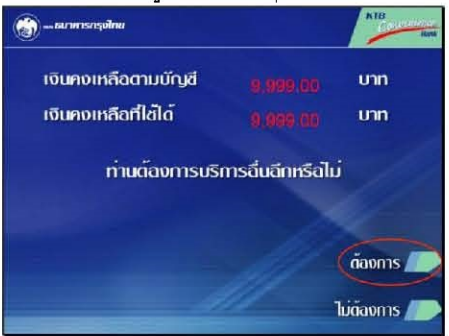 ธนาคารกรุงไทย
KTB
Convenience
Bank
เงินคงเหลือตามบัญชี 9,999.00 บาท
เงินคงเหลือที่ใช้ได้ 9,999.00 บาท
ท่านต้องการบริการอื่นอีกหรือไม่
ต้องการ
ไม่ต้องการ